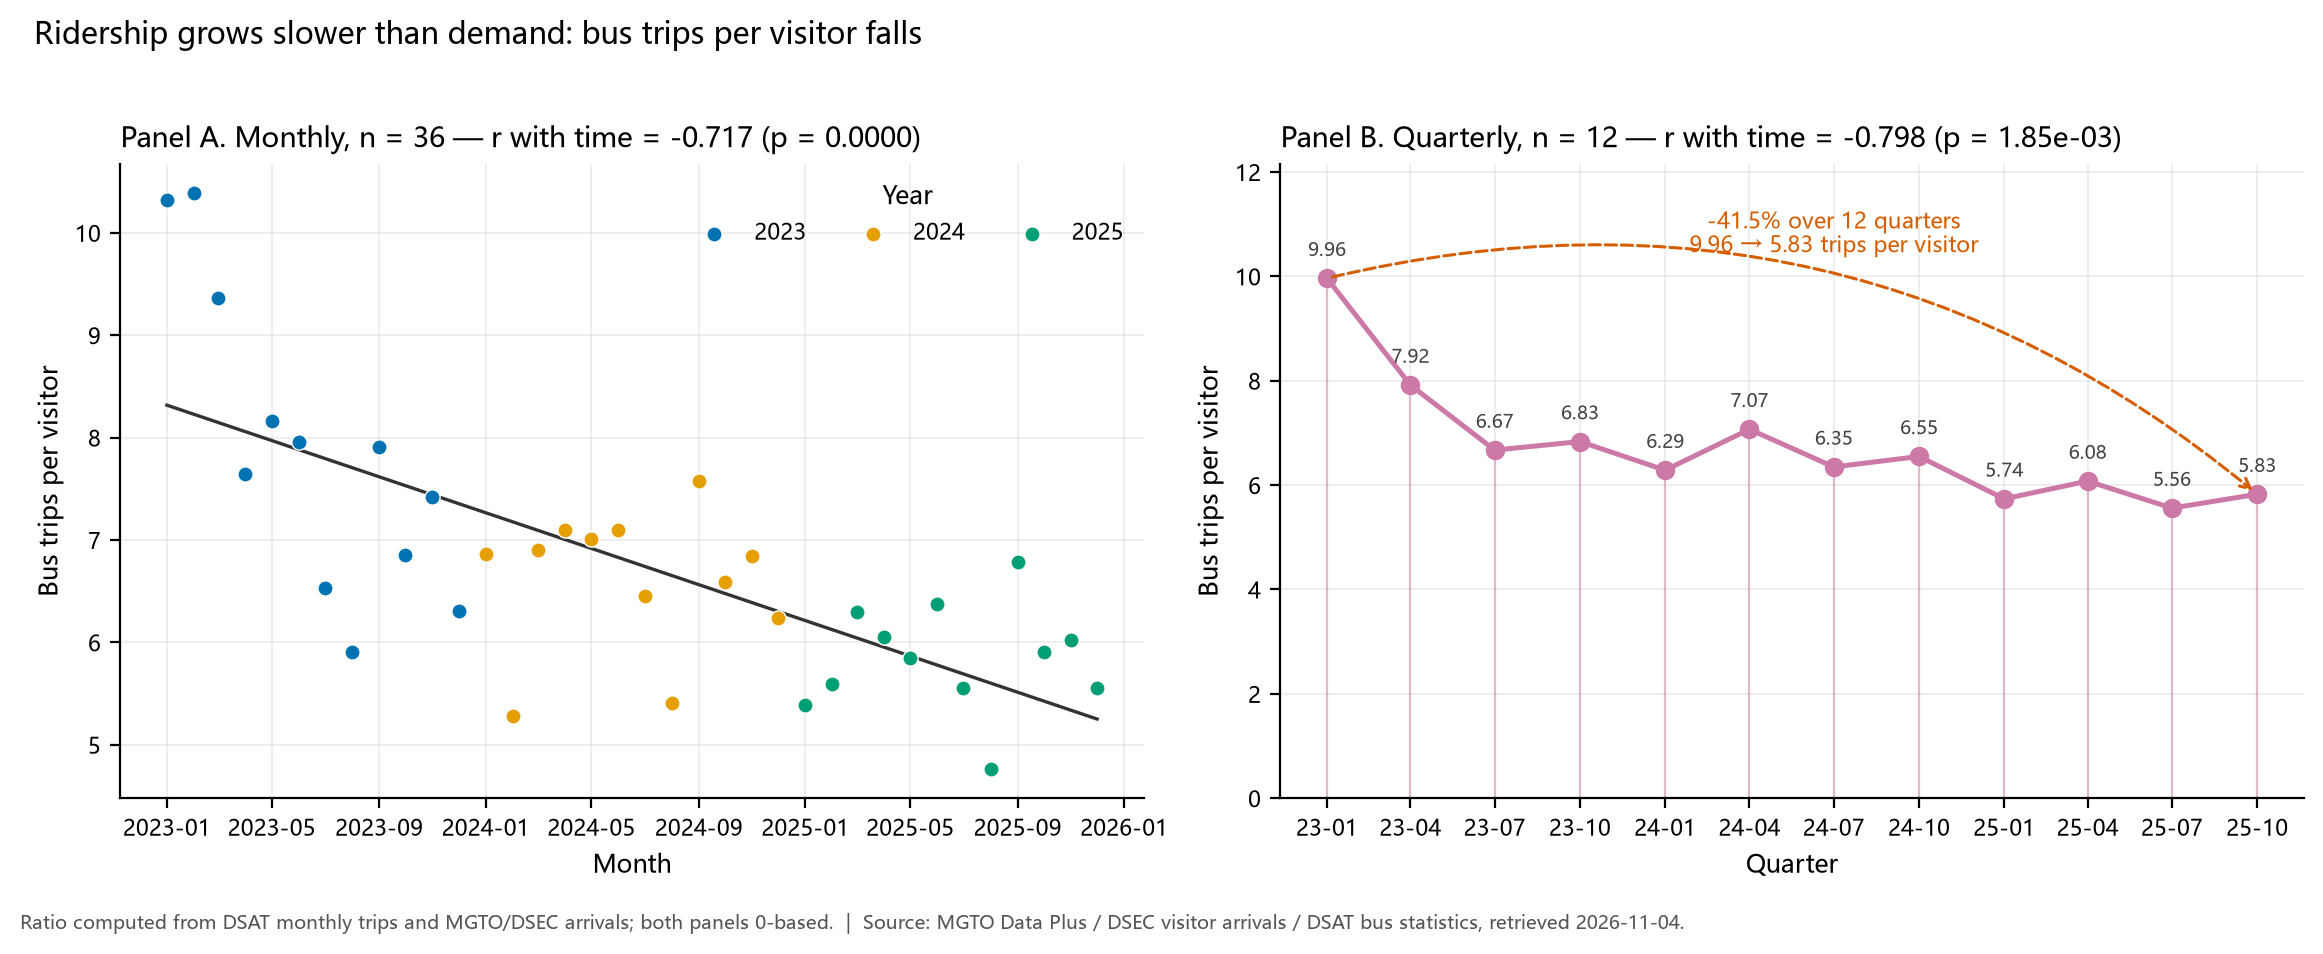 Ridership grows slower than demand: bus trips per visitor falls
Panel A. Monthly, n = 36 — r with time = -0.717 (p = 0.0000)
Year
2023 2024 2025
Bus trips per visitor
10
9
8
7
6
5
2023-01 2023-05 2023-09 2024-01 2024-05 2024-09 2025-01 2025-05 2025-09 2026-01
Month
Panel B. Quarterly, n = 12 — r with time = -0.798 (p = 1.85e-03)
-41.5% over 12 quarters
9.96 → 5.83 trips per visitor
Bus trips per visitor
12
10
8
6
4
2
0
9.96 7.92 6.67 6.83 6.29 7.07 6.35 6.55 5.74 6.08 5.56 5.83
23-01 23-04 23-07 23-10 24-01 24-04 24-07 24-10 25-01 25-04 25-07 25-10
Quarter
Ratio computed from DSAT monthly trips and MGTO/DSEC arrivals; both panels 0-based. | Source: MGTO Data Plus / DSEC visitor arrivals / DSAT bus statistics, retrieved 2026-11-04.